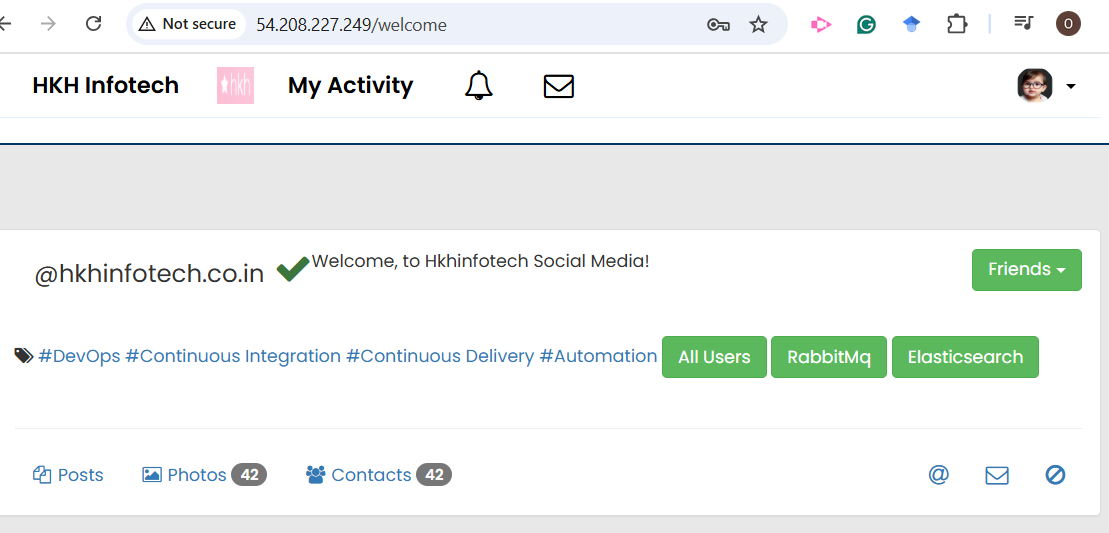 Not secure 54.208.227.249/welcome O
HKH Infotech hkh My Activity
@hkhinfotech.co.in Welcome, to Hkhinfotech Social Media! Friends
#DevOps #Continuous Integration #Continuous Delivery #Automation All Users RabbitMq Elasticsearch
Posts Photos 42 Contacts 42 @